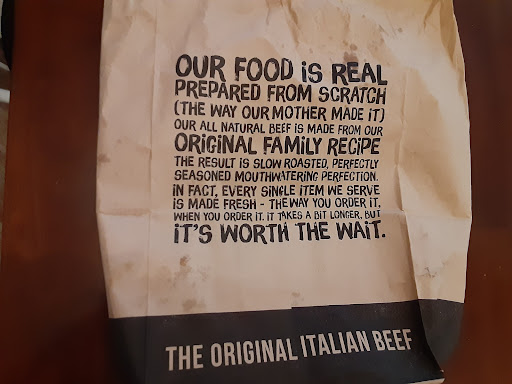 OUR FOOD iS REAL
PREPARED FROM SCRATCH
(THE WAY OUR MOTHER MADE iT)
OUR ALL NATURAL BEEF iS MADE FROM OUR
ORiGiNAL FAMiLY RECiPE
THE RESULT iS SLOW ROASTED, PERFECTLY
SEASONED MOUTHWATERING PERFECTION.
iN FACT, EVERY SiNGLE iTEM WE SERVE
iS MADE FRESH - THE WAY YOU ORDER iT,
WHEN YOU ORDER iT. iT TAKES A BiT LONGER, BUT
iT'S WORTH THE WAiT.
THE ORIGINAL ITALIAN BEEF